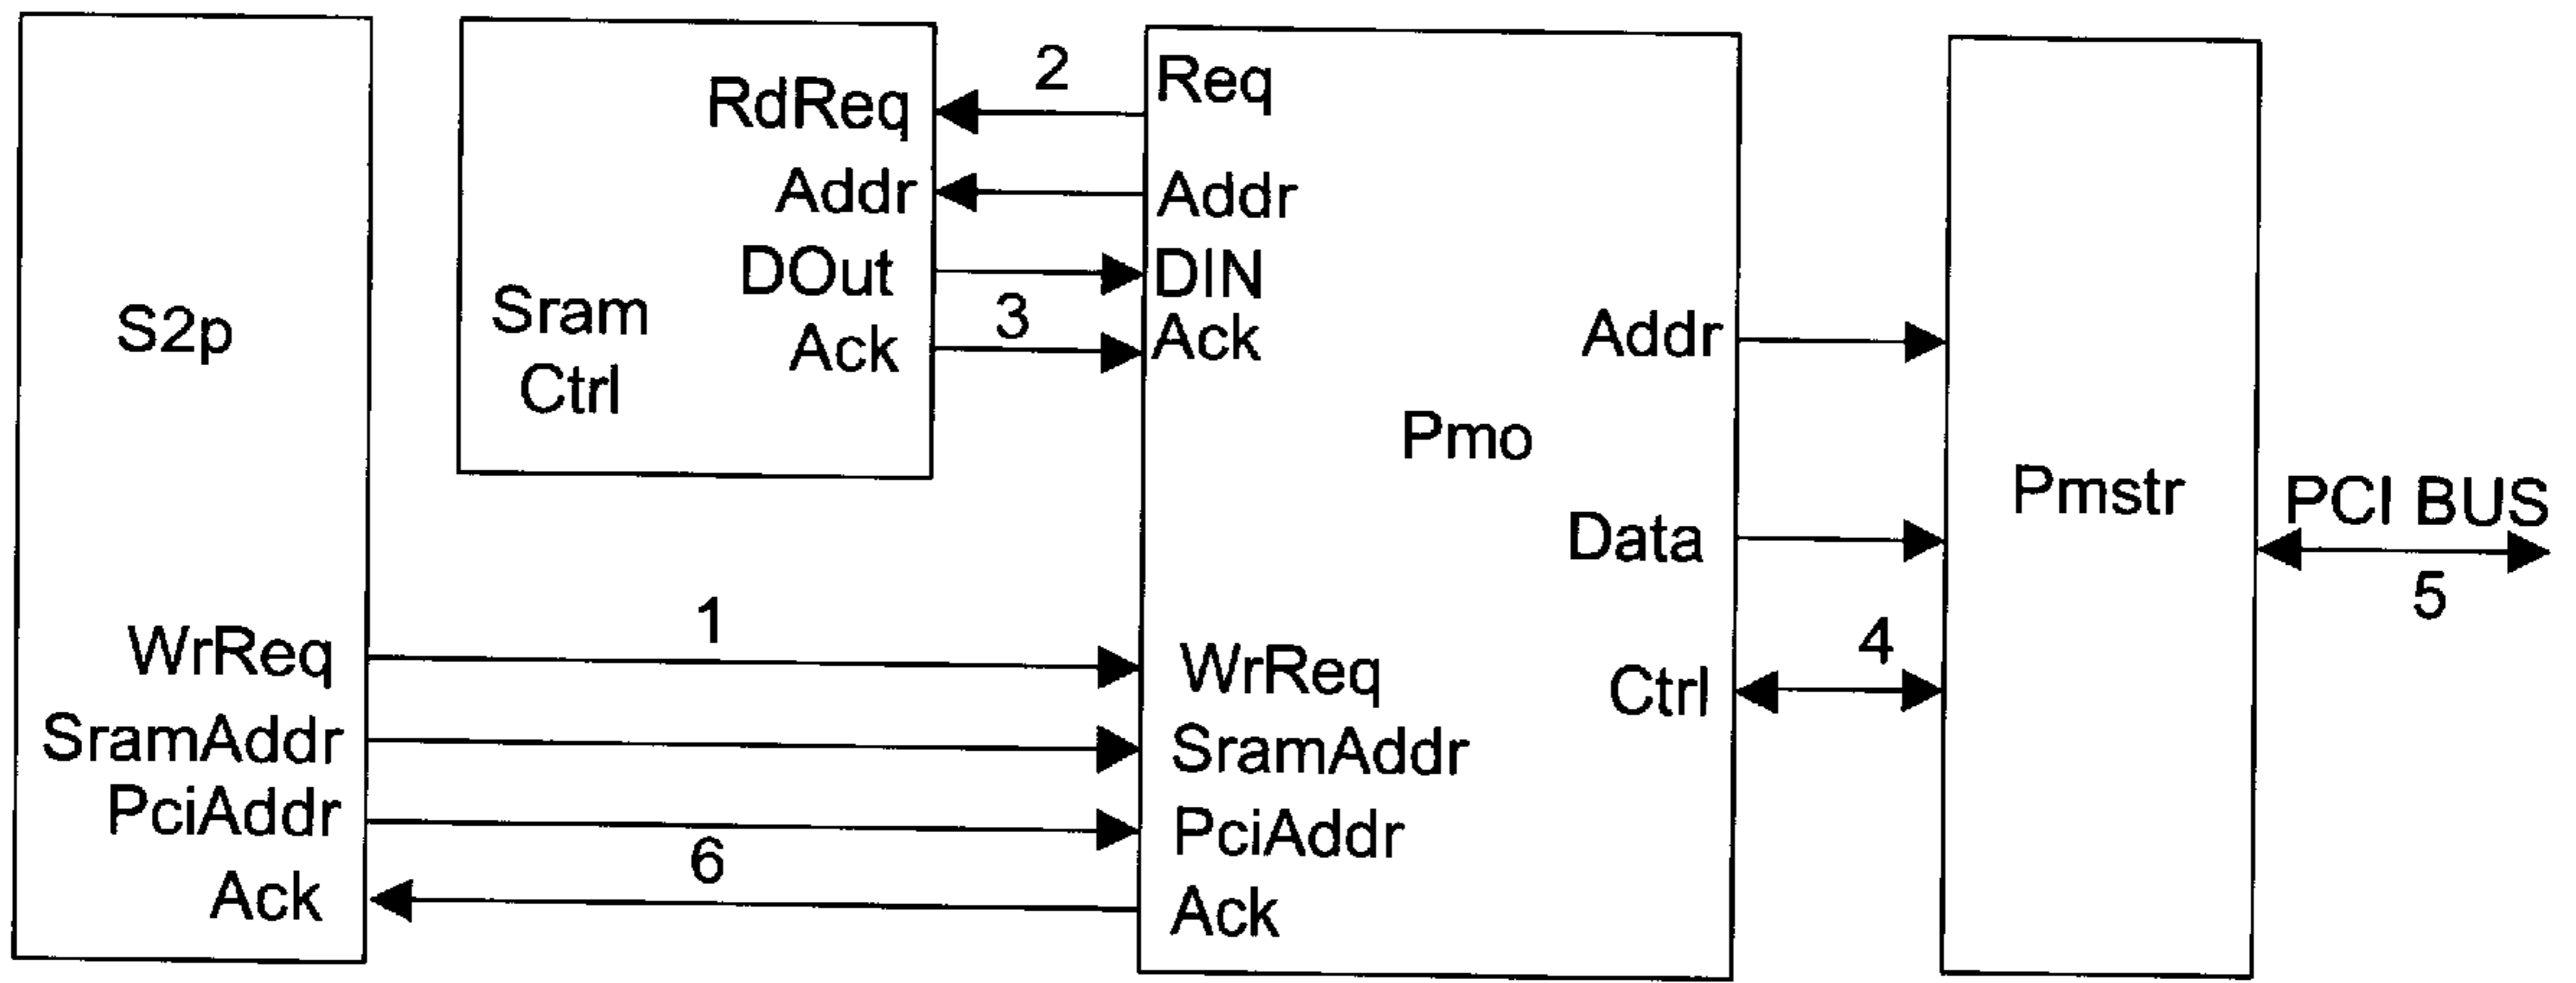 S2p
WrReq
SramAddr
PciAddr
Ack
Sram
Ctrl
RdReq
Addr
DOut
Ack
2
3
1
6
Req
Addr
DIN
Ack
Pmo
WrReq
SramAddr
PciAddr
Ack
Addr
Data
Ctrl
4
Pmstr
PCI BUS
5